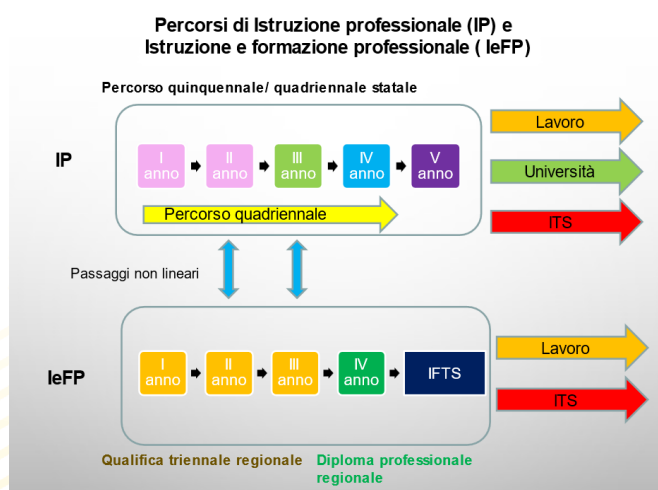 Percorsi di Istruzione professionale (IP) e
Istruzione e formazione professionale ( IeFP)
Percorso quinquennale/ quadriennale statale
IP
I
anno
II
anno
III
anno
IV
anno
V
anno
Percorso quadriennale
Lavoro
Università
ITS
Passaggi non lineari
IeFP
I
anno
II
anno
III
anno
IV
anno
IFTS
Lavoro
ITS
Qualifica triennale regionale
Diploma professionale
regionale